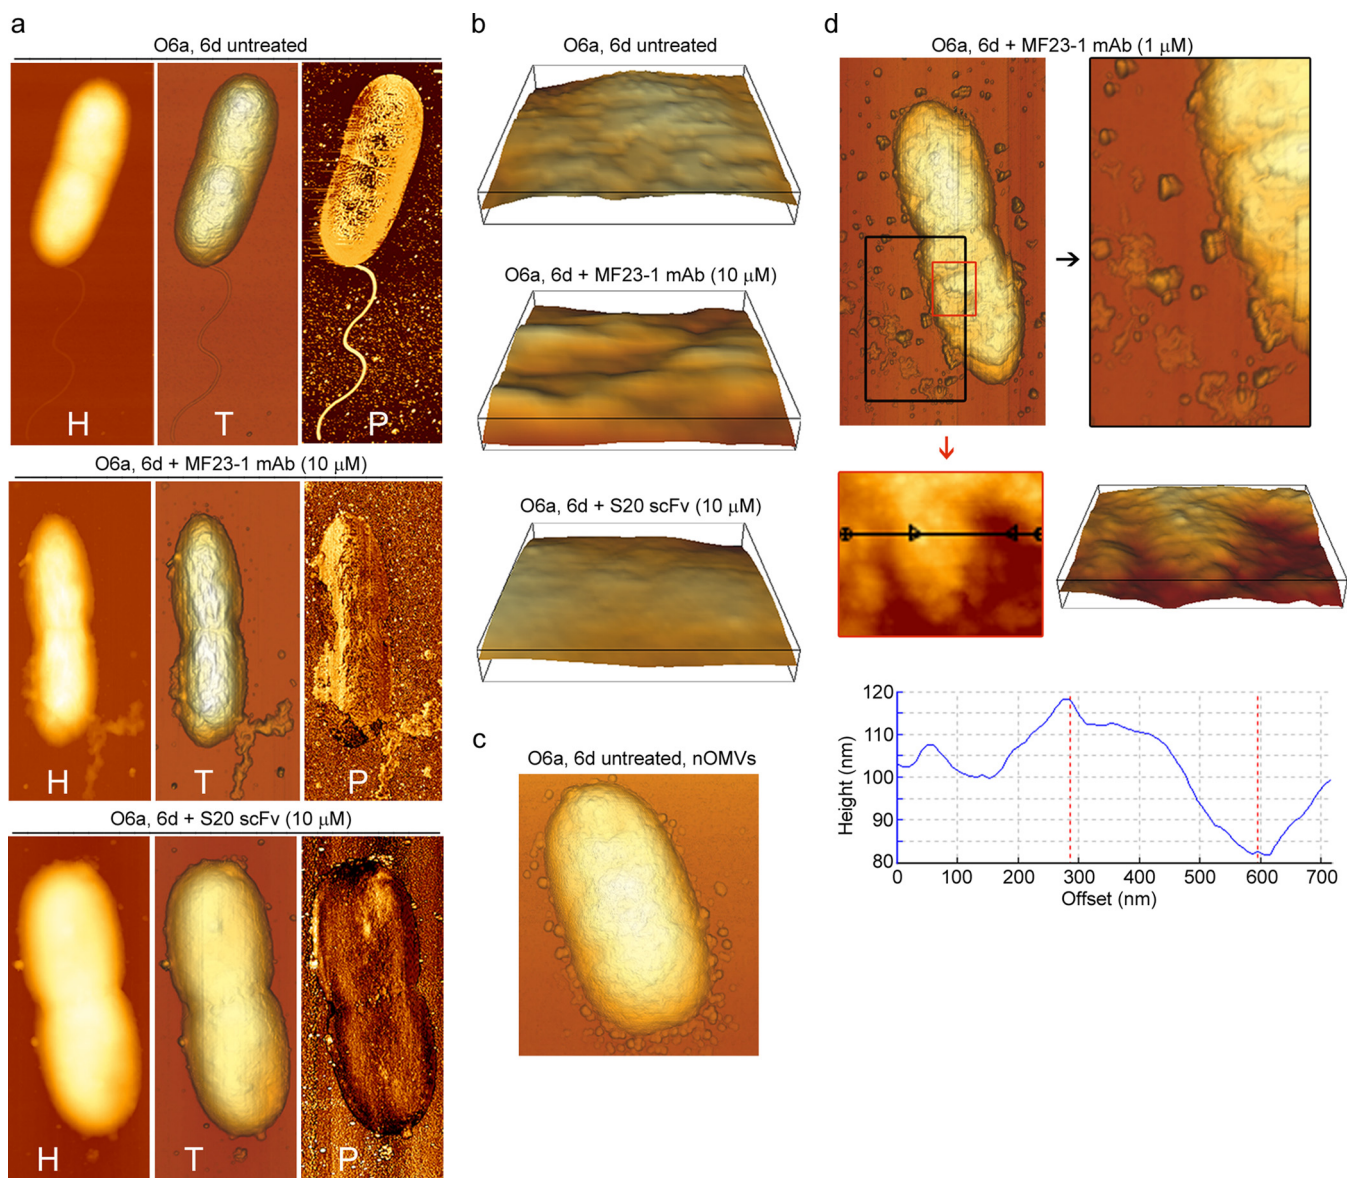 a
O6a, 6d untreated
H
T
P
O6a, 6d + MF23-1 mAb (10 μM)
H
T
P
O6a, 6d + S20 scFv (10 μM)
H
T
P
b
O6a, 6d untreated
O6a, 6d + MF23-1 mAb (10 μM)
O6a, 6d + S20 scFv (10 μM)
c
O6a, 6d untreated, nOMVs
d
O6a, 6d + MF23-1 mAb (1 μM)
→
↓
Height (nm)
120
110
100
90
80
0 100 200 300 400 500 600 700
Offset (nm)